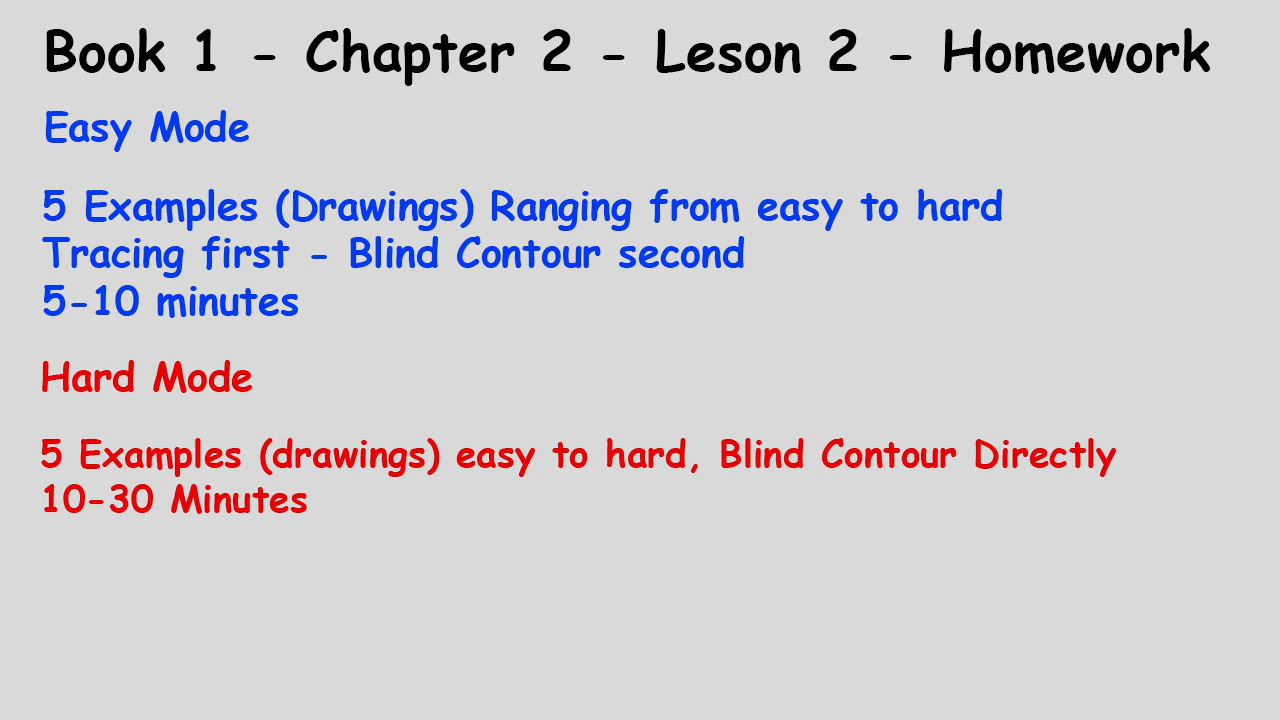 Book 1 - Chapter 2 - Leson 2 - Homework
Easy Mode
5 Examples (Drawings) Ranging from easy to hard
Tracing first - Blind Contour second
5-10 minutes
Hard Mode
5 Examples (drawings) easy to hard, Blind Contour Directly
10-30 Minutes